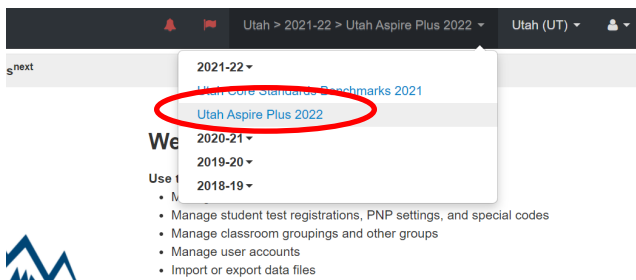 Utah > 2021-22 > Utah Aspire Plus 2022 Utah (UT)
snext
2021-22
Utah Core Standards Benchmarks 2021
Utah Aspire Plus 2022
We
2020-21
2019-20
Use
2018-19
• Manage student test registrations, PNP settings, and special codes
• Manage classroom groupings and other groups
• Manage user accounts
• Import or export data files